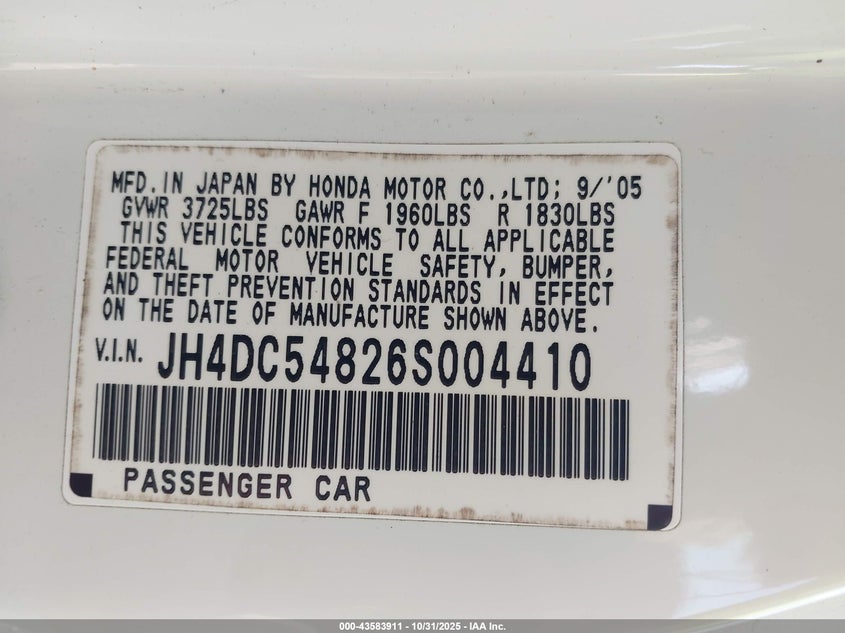 MFD. IN JAPAN BY HONDA MOTOR CO.,LTD; 9/'05
GVWR 3725LBS GAWR F 1960LBS R 1830LBS
THIS VEHICLE CONFORMS TO ALL APPLICABLE
FEDERAL MOTOR VEHICLE SAFETY, BUMPER,
AND THEFT PREVENTION STANDARDS IN EFFECT
ON THE DATE OF MANUFACTURE SHOWN ABOVE.
V.I.N. JH4DC54826S004410
PASSENGER CAR
000-43583911 - 10/31/2025 - IAA Inc.